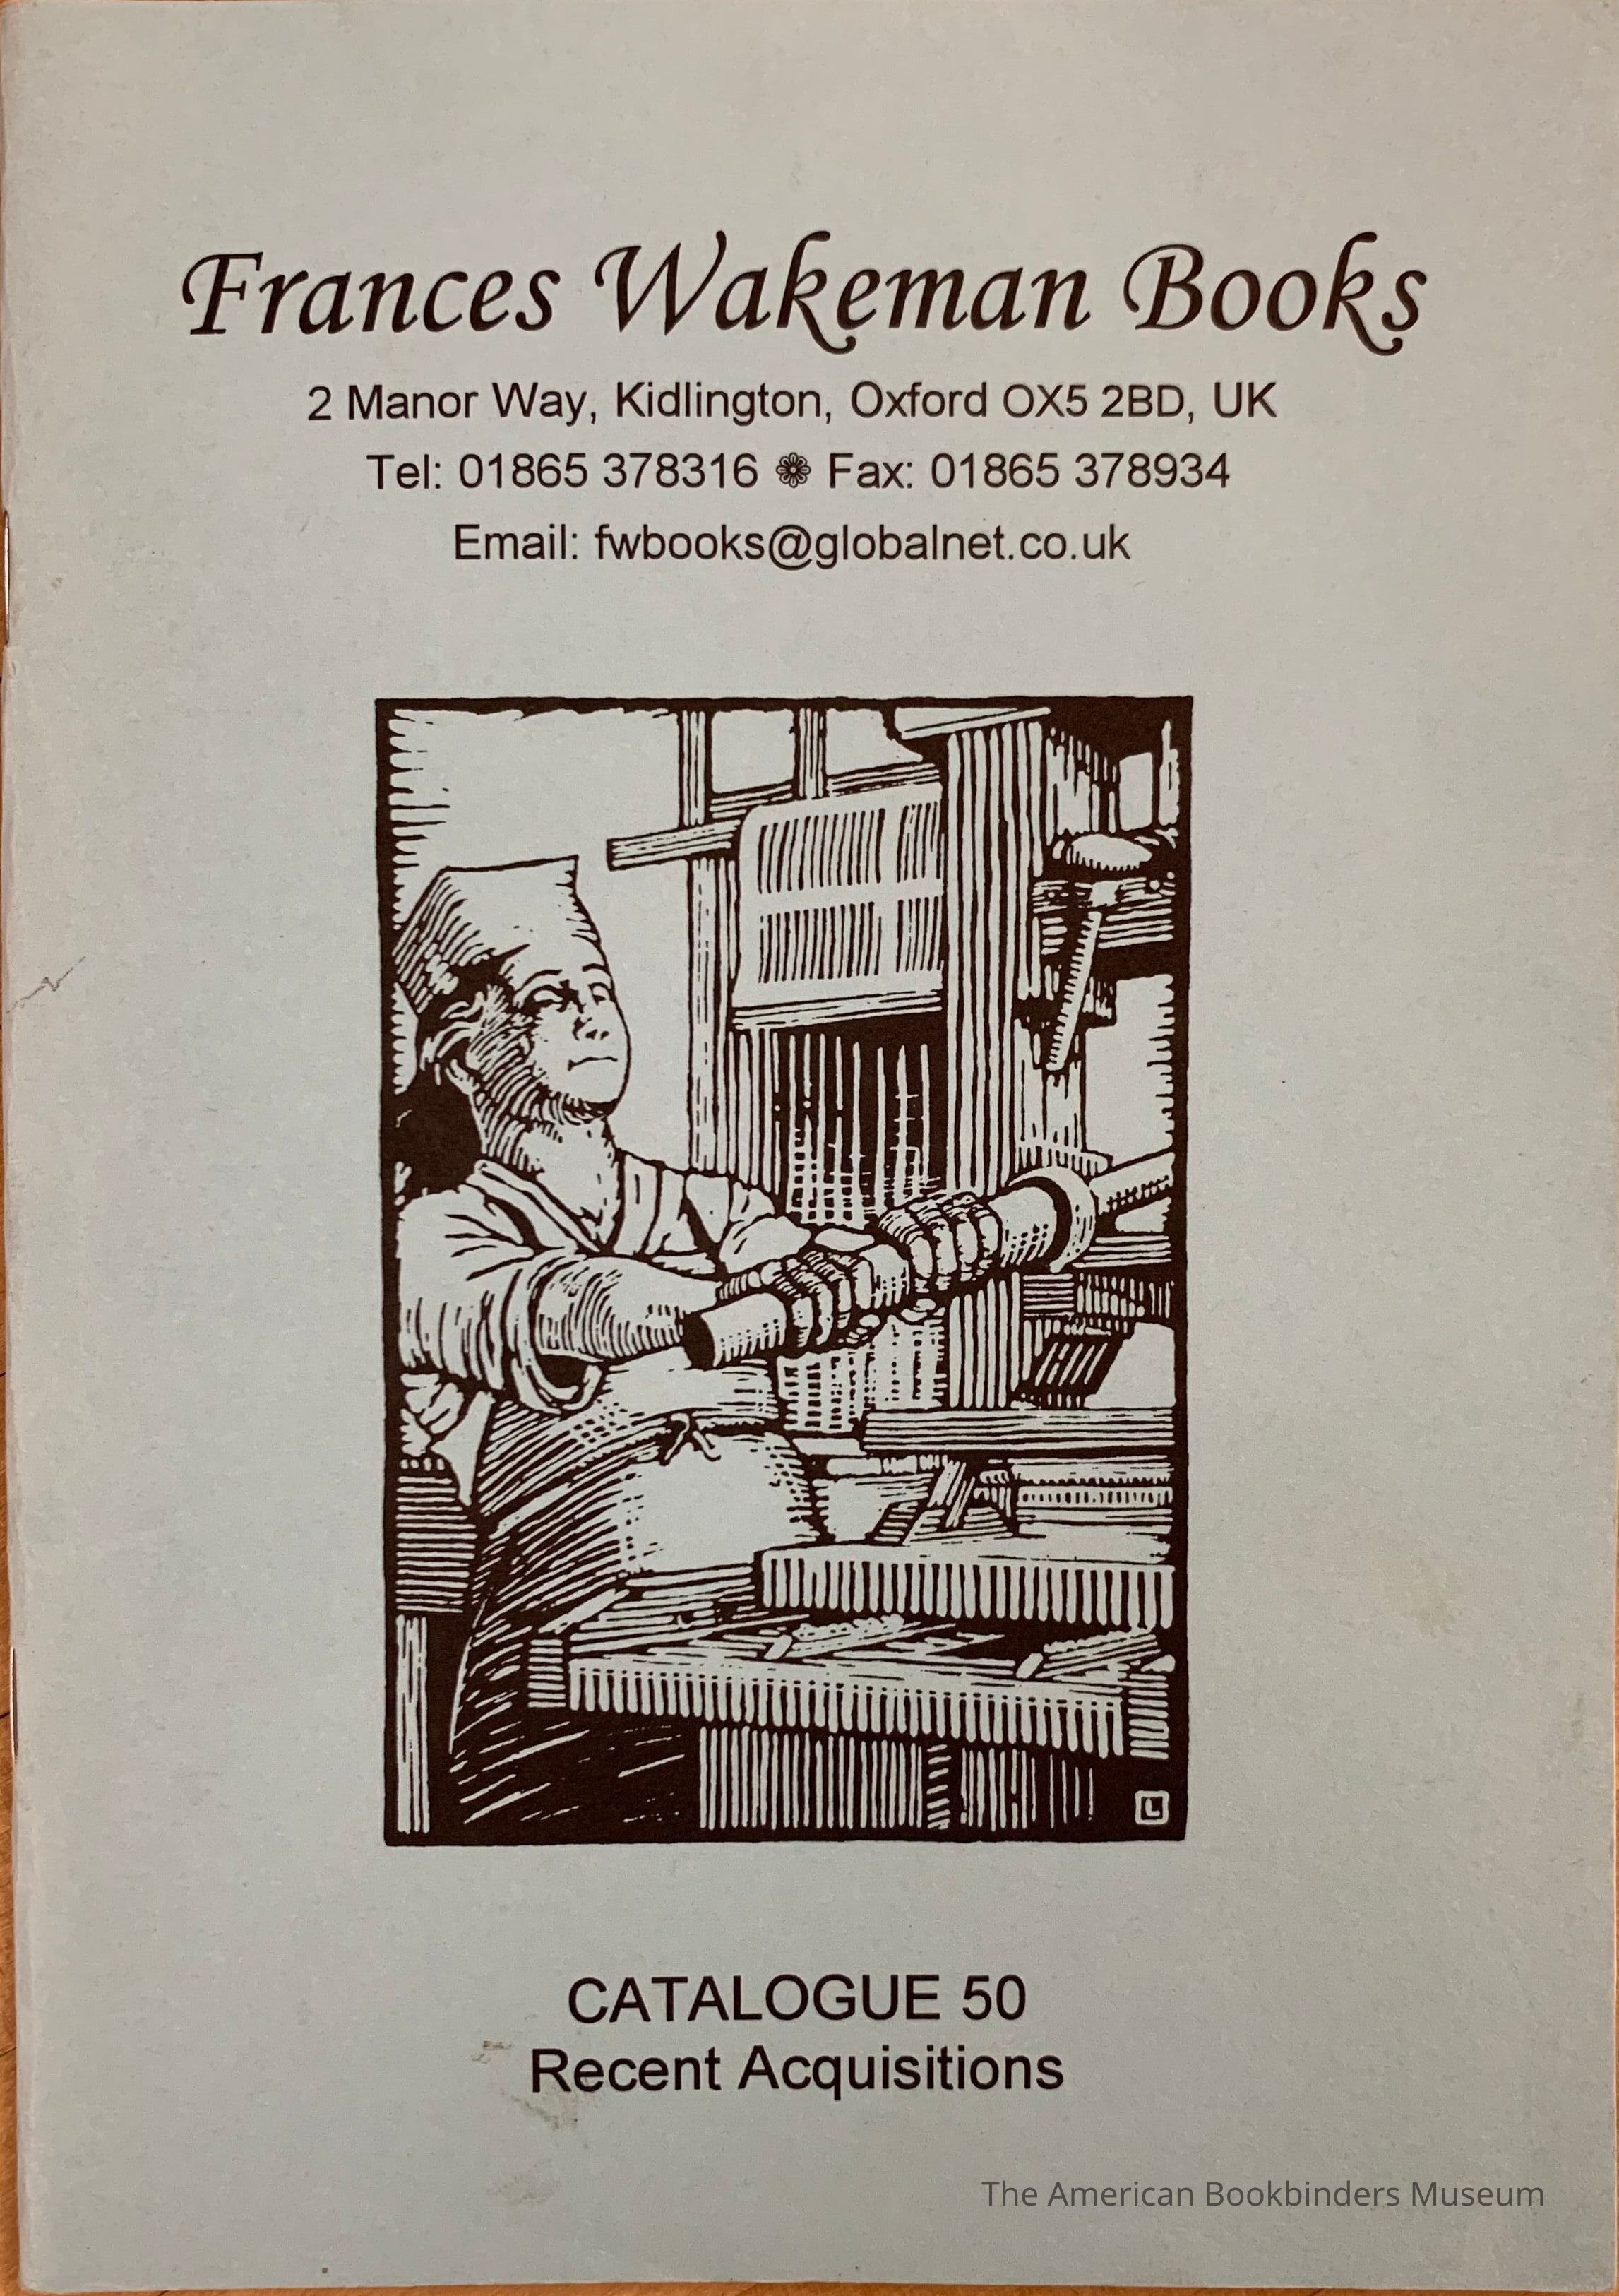 Frances Wakeman Books
2 Manor Way, Kidlington, Oxford OX5 2BD, UK
Tel: 01865 378316 ❁ Fax: 01865 378934
Email: fwbooks@globalnet.co.uk
L
CATALOGUE 50
Recent Acquisitions
The American Bookbinders Museum